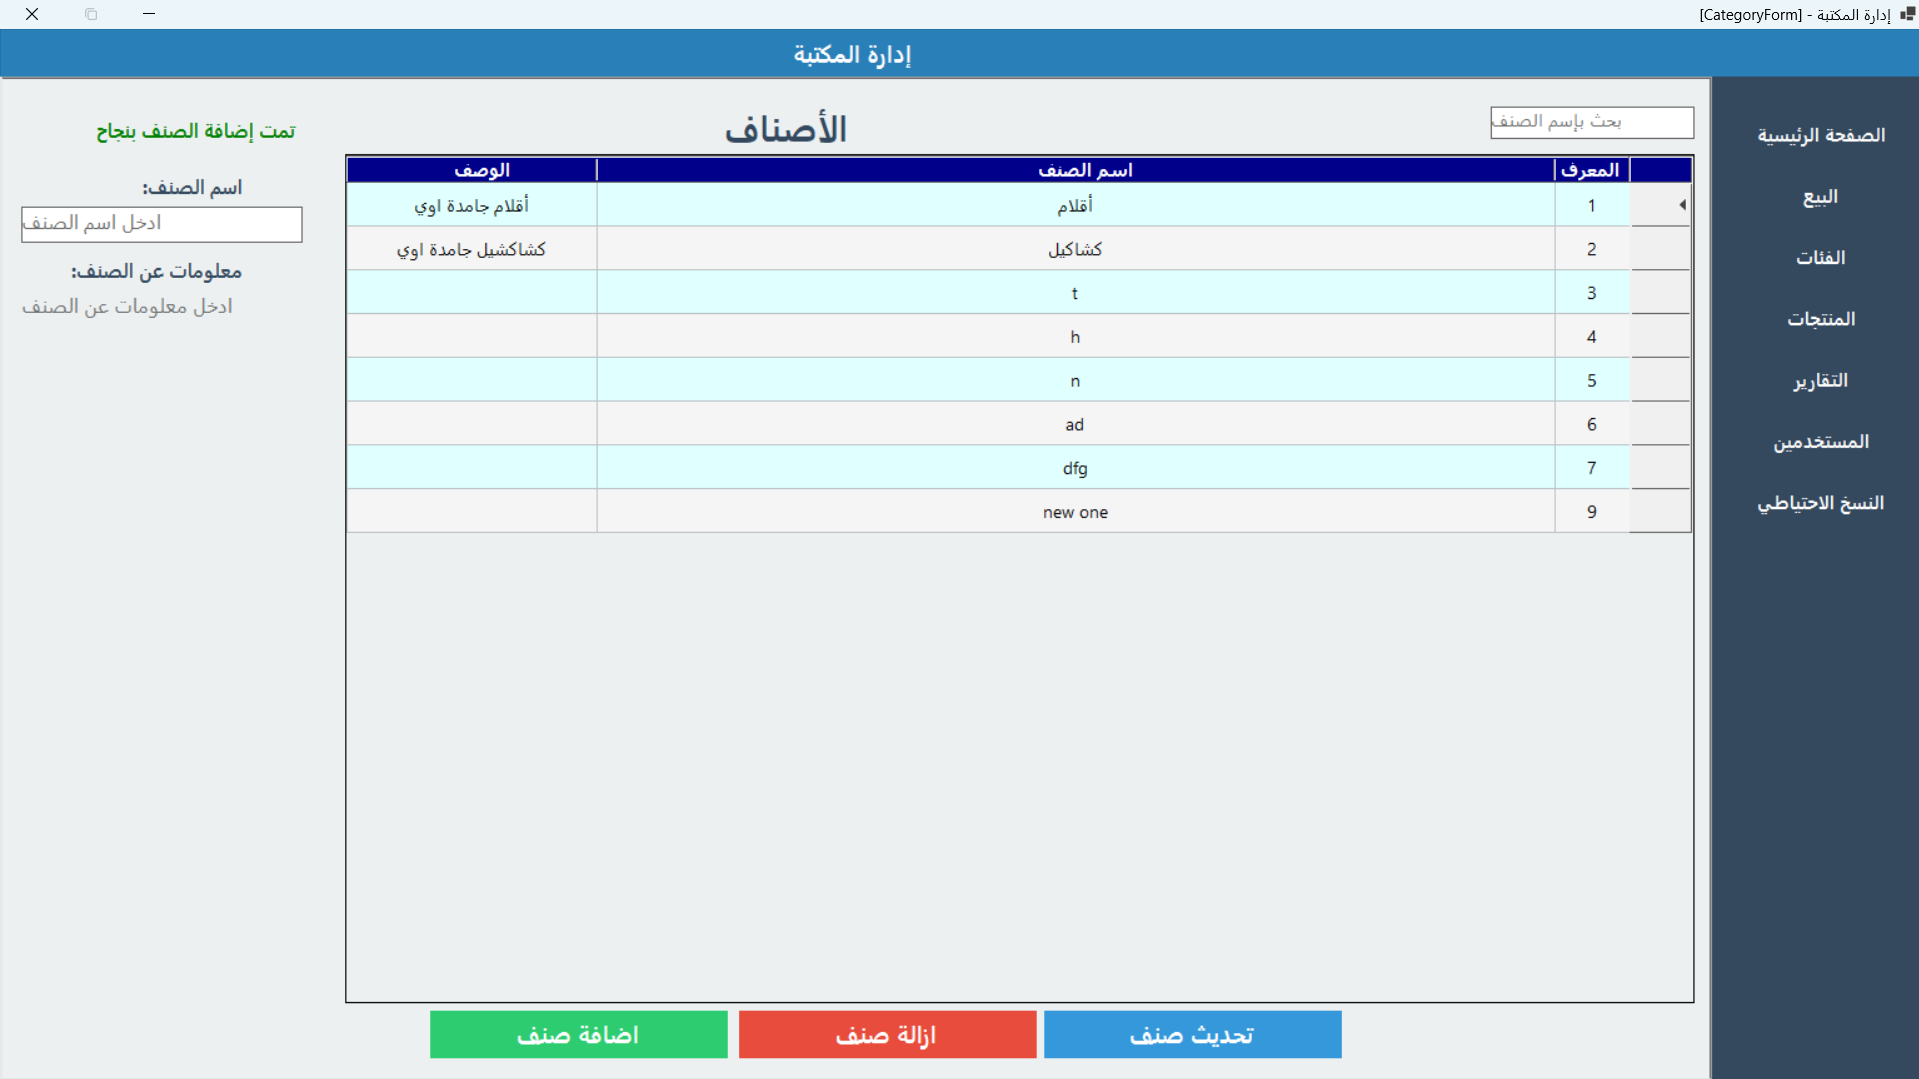 إدارة المكتبة - [CategoryForm]
إدارة المكتبة
الصفحة الرئيسية
البيع
الفئات
المنتجات
التقارير
المستخدمين
النسخ الاحتياطي
بحث بإسم الصنف
الأصناف
المعرف اسم الصنف الوصف
1 أقلام أقلام جامدة اوي
2 كشاكيل كشاكشيل جامدة اوي
3 t
4 h
5 n
6 ad
7 dfg
9 new one
تمت إضافة الصنف بنجاح
اسم الصنف:
ادخل اسم الصنف
معلومات عن الصنف:
ادخل معلومات عن الصنف
تحديث صنف
ازالة صنف
اضافة صنف